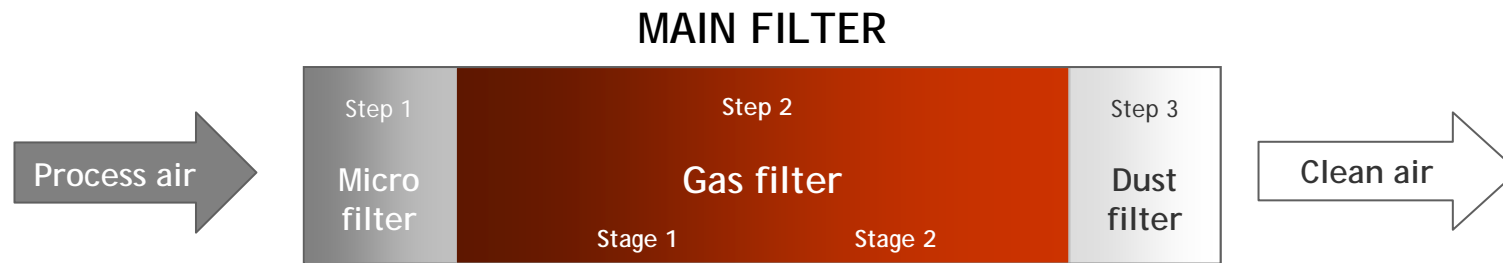 MAIN FILTER
Process air
Step 1
Micro
filter
Step 2
Gas filter
Stage 1
Stage 2
Step 3
Dust
filter
Clean air